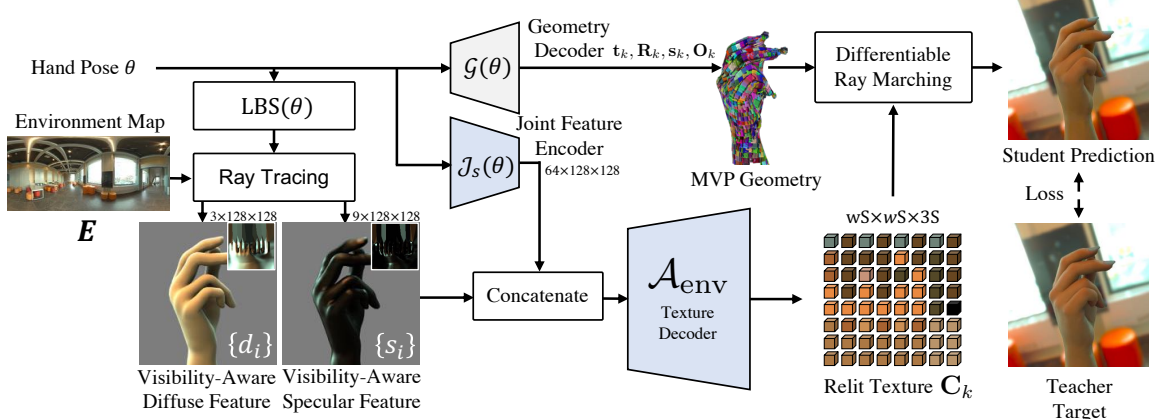 Hand Pose θ
LBS(θ)
Environment Map
Ray Tracing
E
3×128×128
9×128×128
{d_i}
{s_i}
Visibility-Aware
Diffuse Feature
Visibility-Aware
Specular Feature
Geometry
Decoder
t_k, R_k, s_k, O_k
G(θ)
Joint Feature
Encoder
64×128×128
J_s(θ)
Concatenate
A_env
Texture
Decoder
MVP Geometry
Differentiable
Ray Marching
wS×wS×3S
Relit Texture C_k
Student Prediction
Loss
Teacher
Target